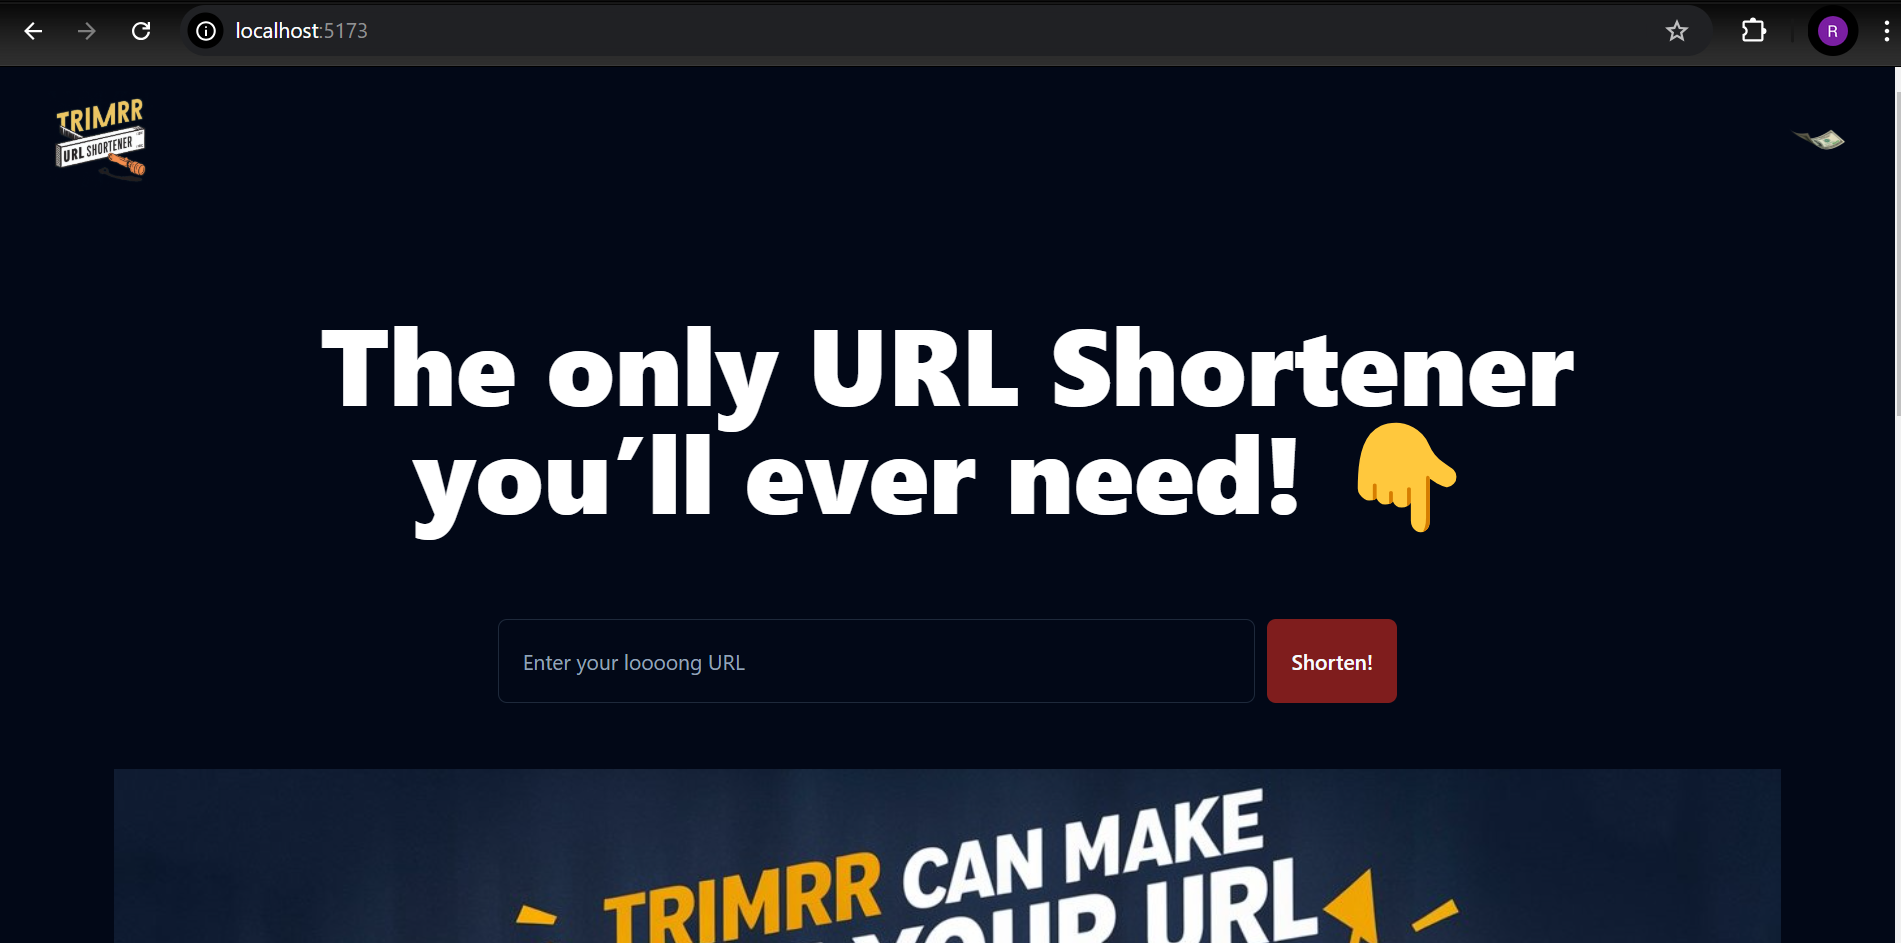 localhost:5173
R
TRIMRR
URL SHORTENER
The only URL Shortener
you’ll ever need! 👇
Enter your loooong URL
Shorten!
TRIMRR CAN MAKE
YOUR URL